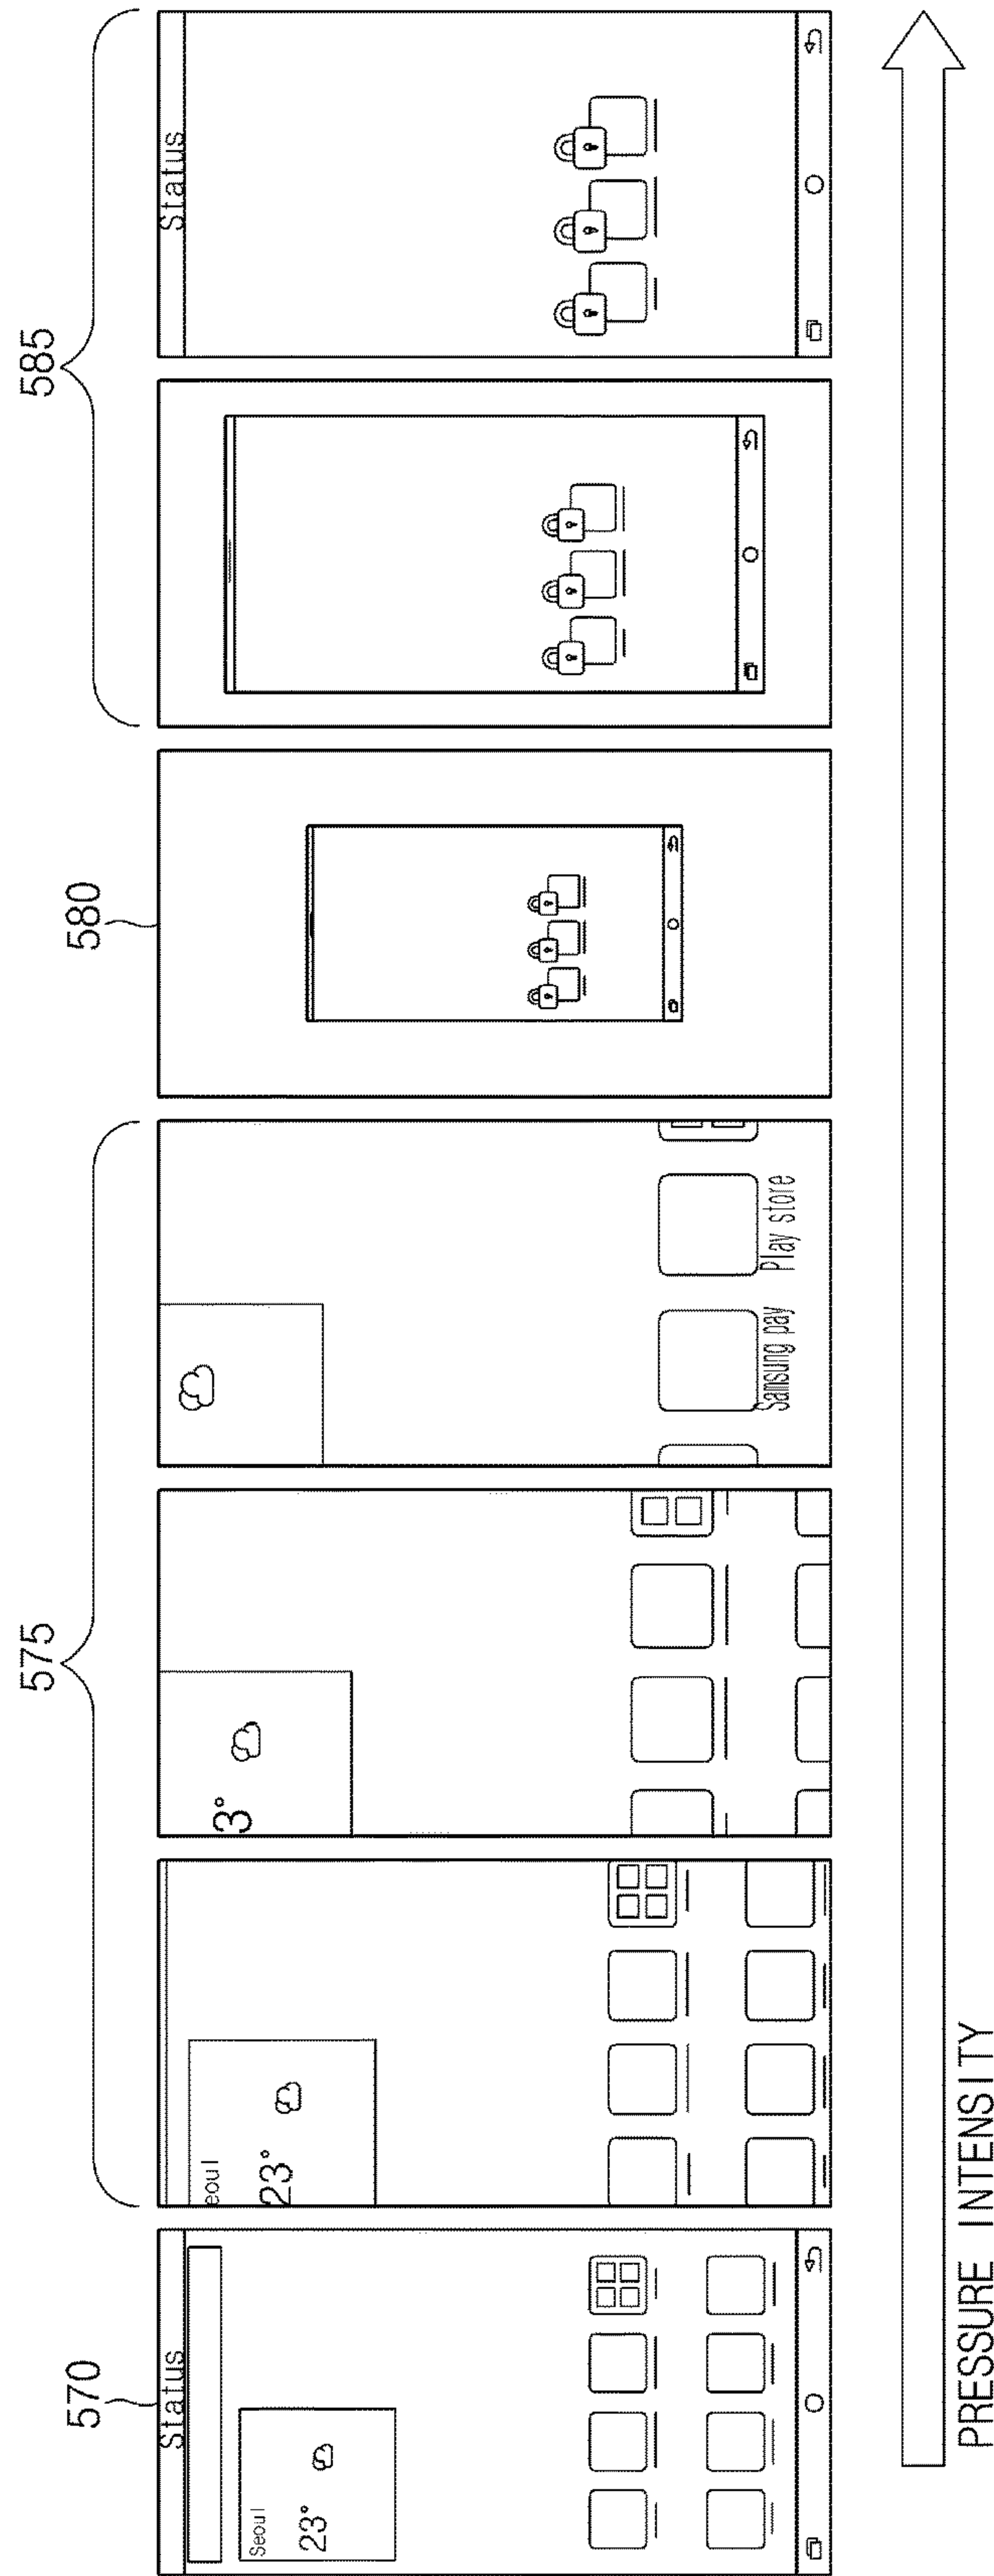 570
575
580
585
Status
Seoul
23°
eoul
23°
3°
Samsung pay
Play store
Status
PRESSURE INTENSITY